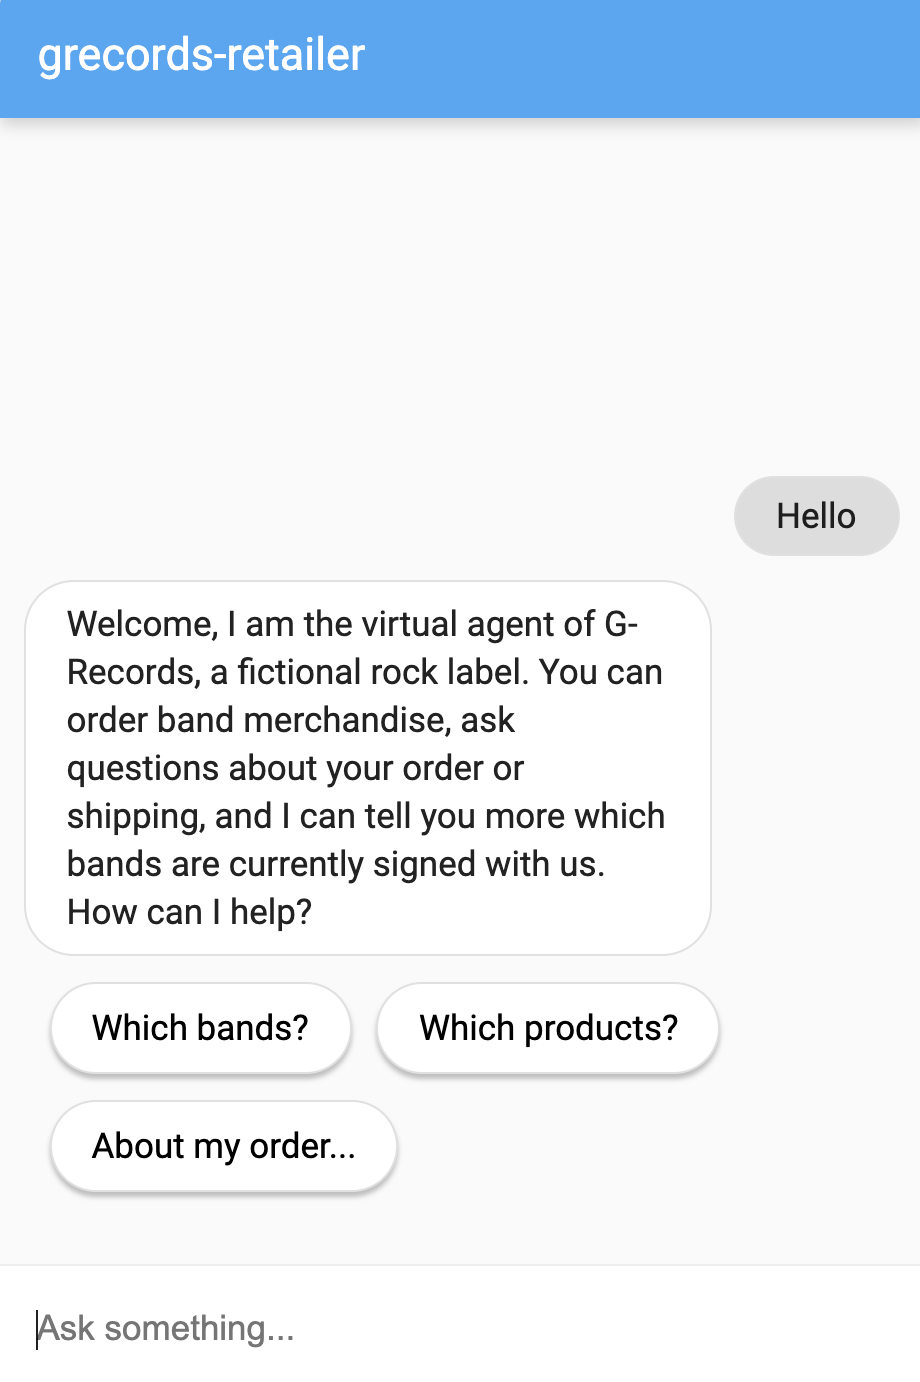 grecords-retailer
Hello
Welcome, I am the virtual agent of G-
Records, a fictional rock label. You can
order band merchandise, ask
questions about your order or
shipping, and I can tell you more which
bands are currently signed with us.
How can I help?
Which bands?
Which products?
About my order...
Ask something...